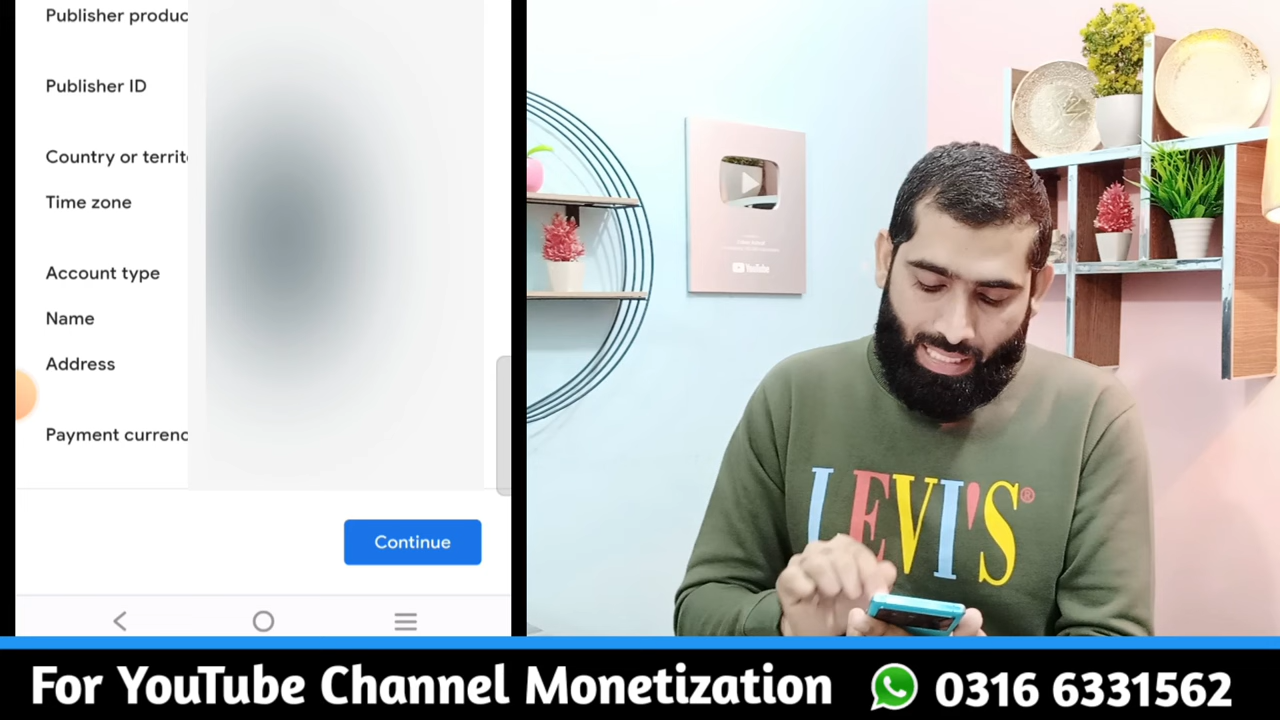 Publisher produc
Publisher ID
Country or territ
Time zone
Account type
Name
Address
Payment currenc
Continue
YouTube
LEVI'S®
For YouTube Channel Monetization
0316 6331562